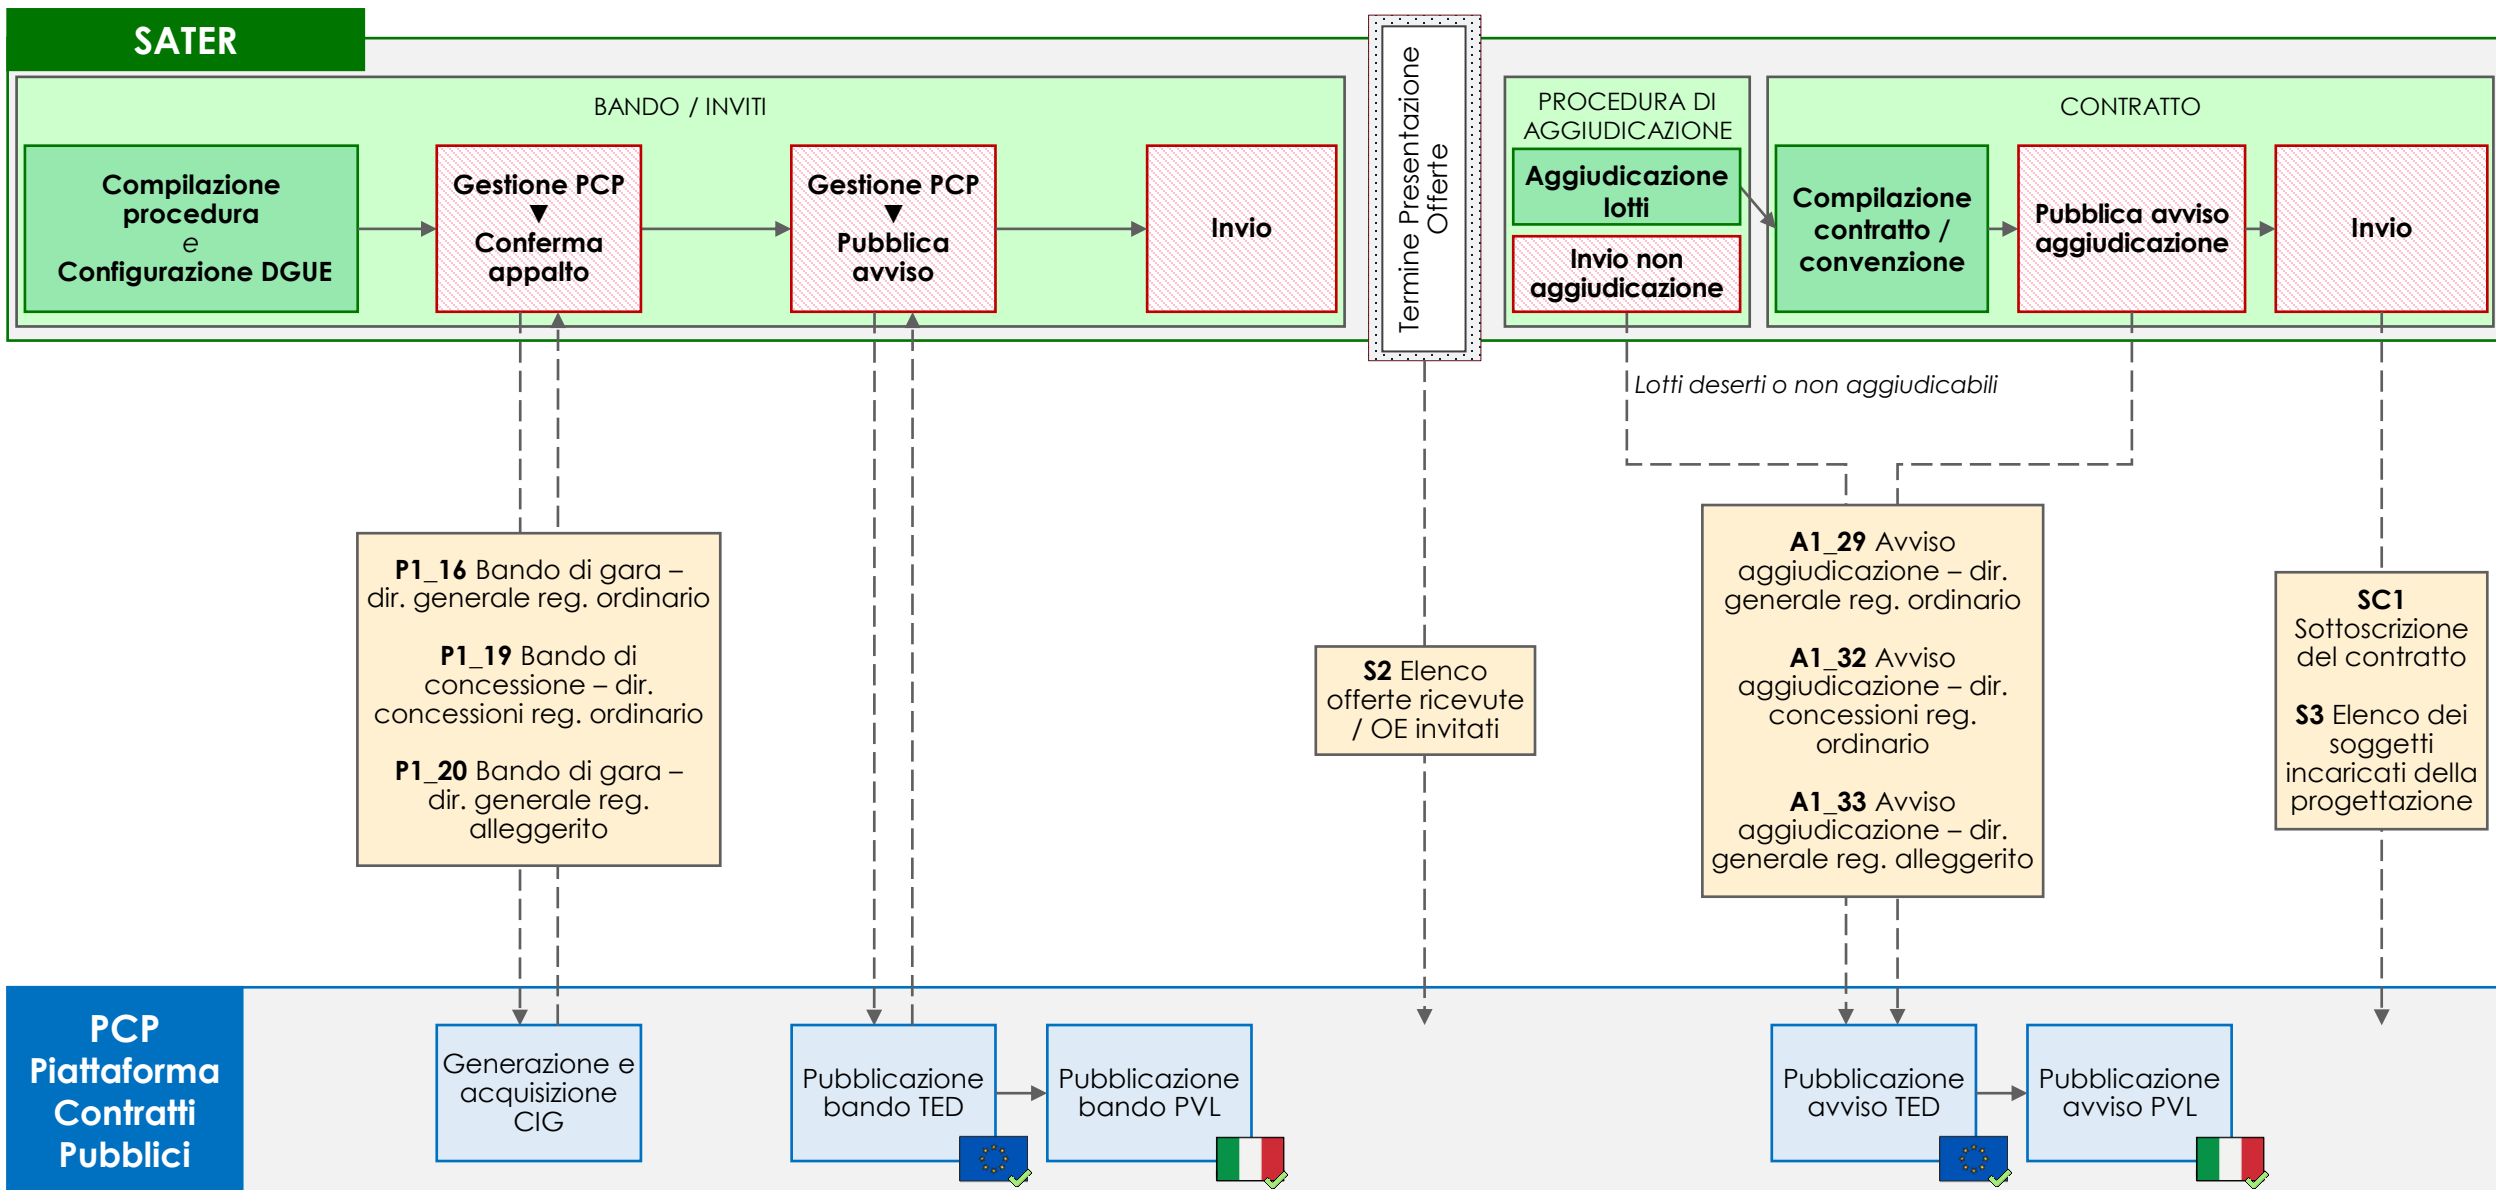 SATER
BANDO / INVITI
Compilazione
procedura
e
Configurazione DGUE
Gestione PCP
▼
Conferma
appalto
Gestione PCP
▼
Pubblica
avviso
Invio
Termine Presentazione
Offerte
PROCEDURA DI
AGGIUDICAZIONE
Aggiudicazione
lotti
Invio non
aggiudicazione
CONTRATTO
Compilazione
contratto /
convenzione
Pubblica avviso
aggiudicazione
Invio
Lotti deserti o non aggiudicabili
P1_16 Bando di gara –
dir. generale reg. ordinario
P1_19 Bando di
concessione – dir.
concessioni reg. ordinario
P1_20 Bando di gara –
dir. generale reg.
alleggerito
S2 Elenco
offerte ricevute
/ OE invitati
A1_29 Avviso
aggiudicazione – dir.
generale reg. ordinario
A1_32 Avviso
aggiudicazione – dir.
concessioni reg.
ordinario
A1_33 Avviso
aggiudicazione – dir.
generale reg. alleggerito
SC1
Sottoscrizione
del contratto
S3 Elenco dei
soggetti
incaricati della
progettazione
PCP
Piattaforma
Contratti
Pubblici
Generazione e
acquisizione
CIG
Pubblicazione
bando TED
Pubblicazione
bando PVL
Pubblicazione
avviso TED
Pubblicazione
avviso PVL